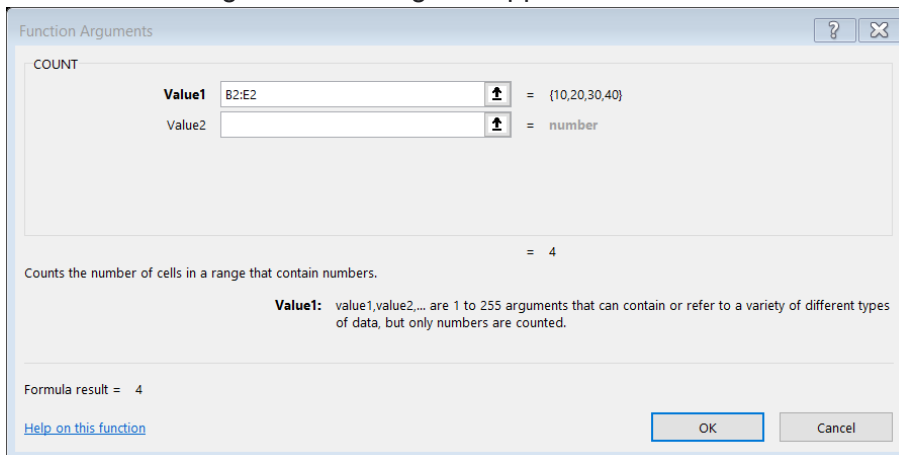 Function Arguments
COUNT
Value1 B2:E2 = {10,20,30,40}
Value2 = number
= 4
Counts the number of cells in a range that contain numbers.
Value1: value1,value2,... are 1 to 255 arguments that can contain or refer to a variety of different types
of data, but only numbers are counted.
Formula result = 4
Help on this function OK Cancel